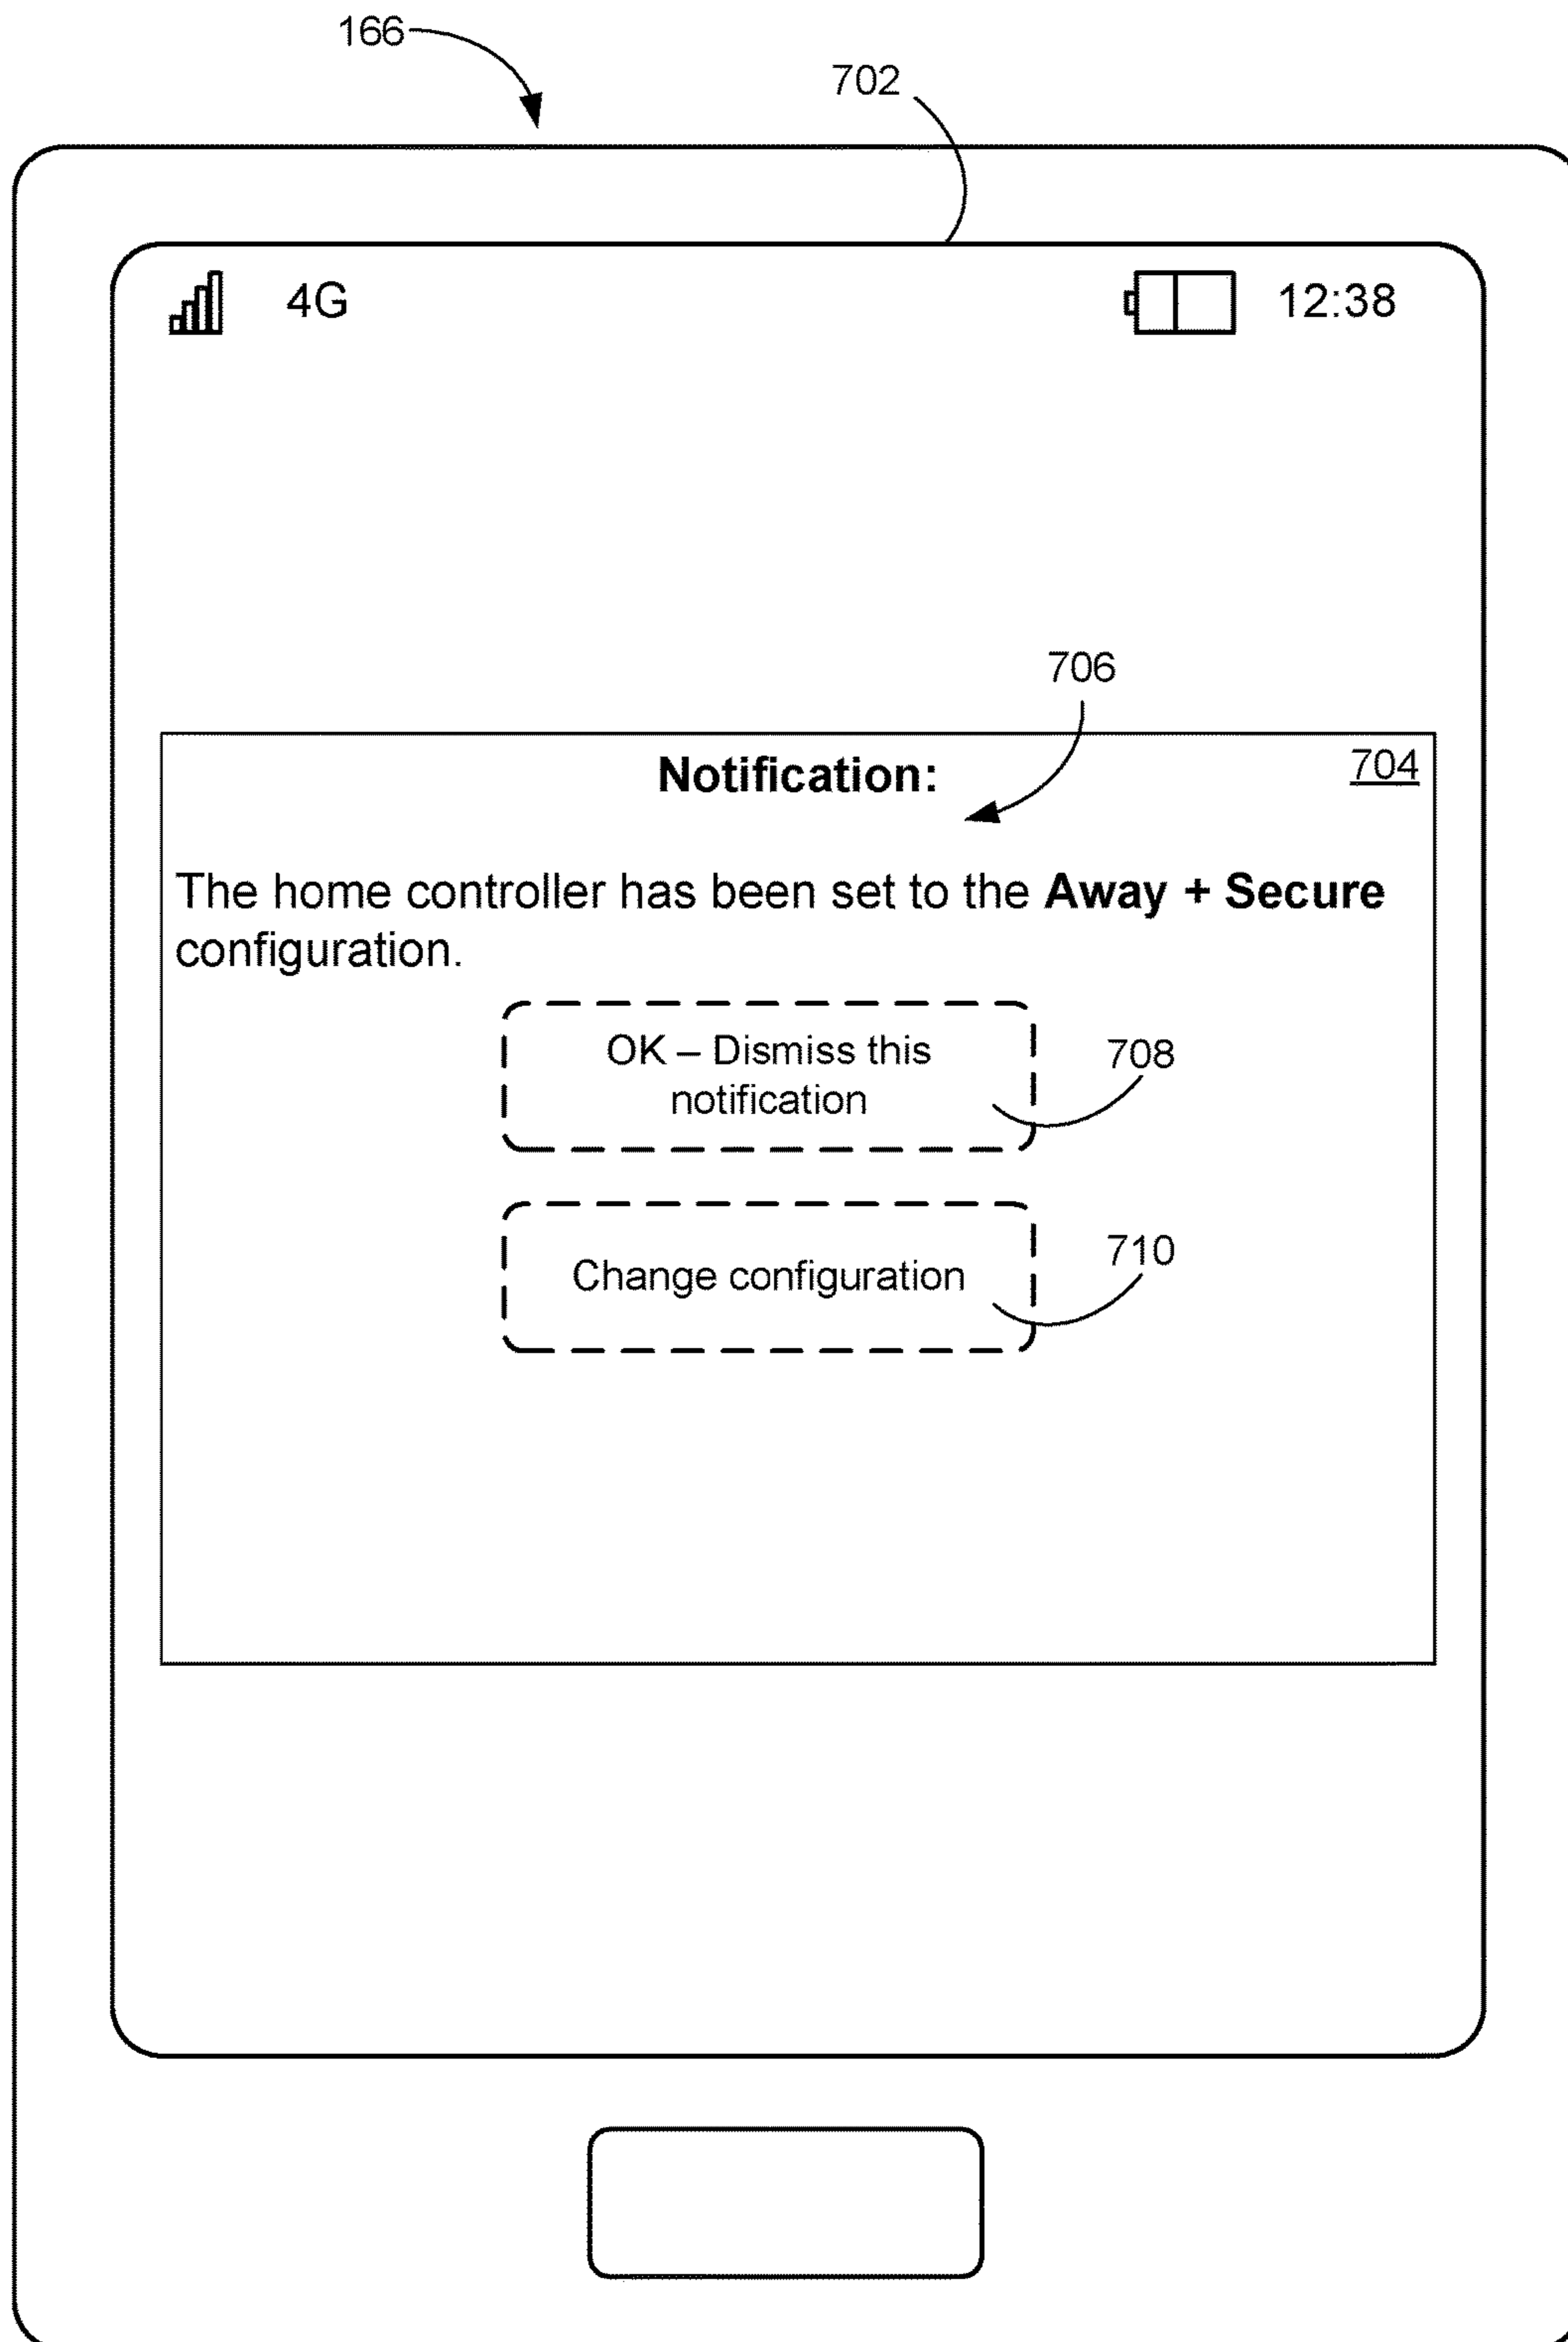 166
702
4G
12:38
706
Notification:
704
The home controller has been set to the Away + Secure
configuration.
OK – Dismiss this
notification
708
Change configuration
710